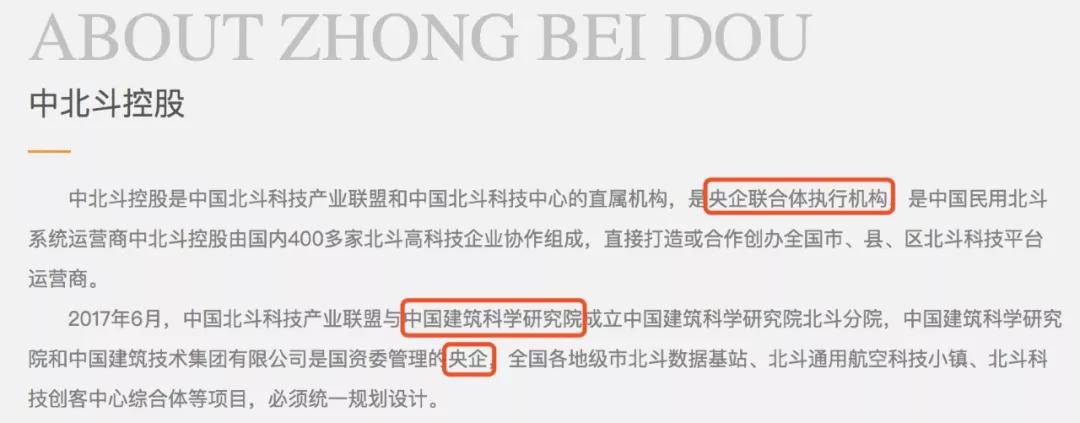 ABOUT ZHONG BEI DOU
中北斗控股
中北斗控股是中国北斗科技产业联盟和中国北斗科技中心的直属机构，是央企联合体执行机构，是中国民用北斗
系统运营商中北斗控股由国内400多家北斗高科技企业协作组成，直接打造或合作创办全国市、县、区北斗科技平台
运营商。
2017年6月，中国北斗科技产业联盟与中国建筑科学研究院成立中国建筑科学研究院北斗分院，中国建筑科学研究
院和中国建筑技术集团有限公司是国资委管理的央企，全国各地级市北斗数据基站、北斗通用航空科技小镇、北斗科
技创客中心综合体等项目，必须统一规划设计。